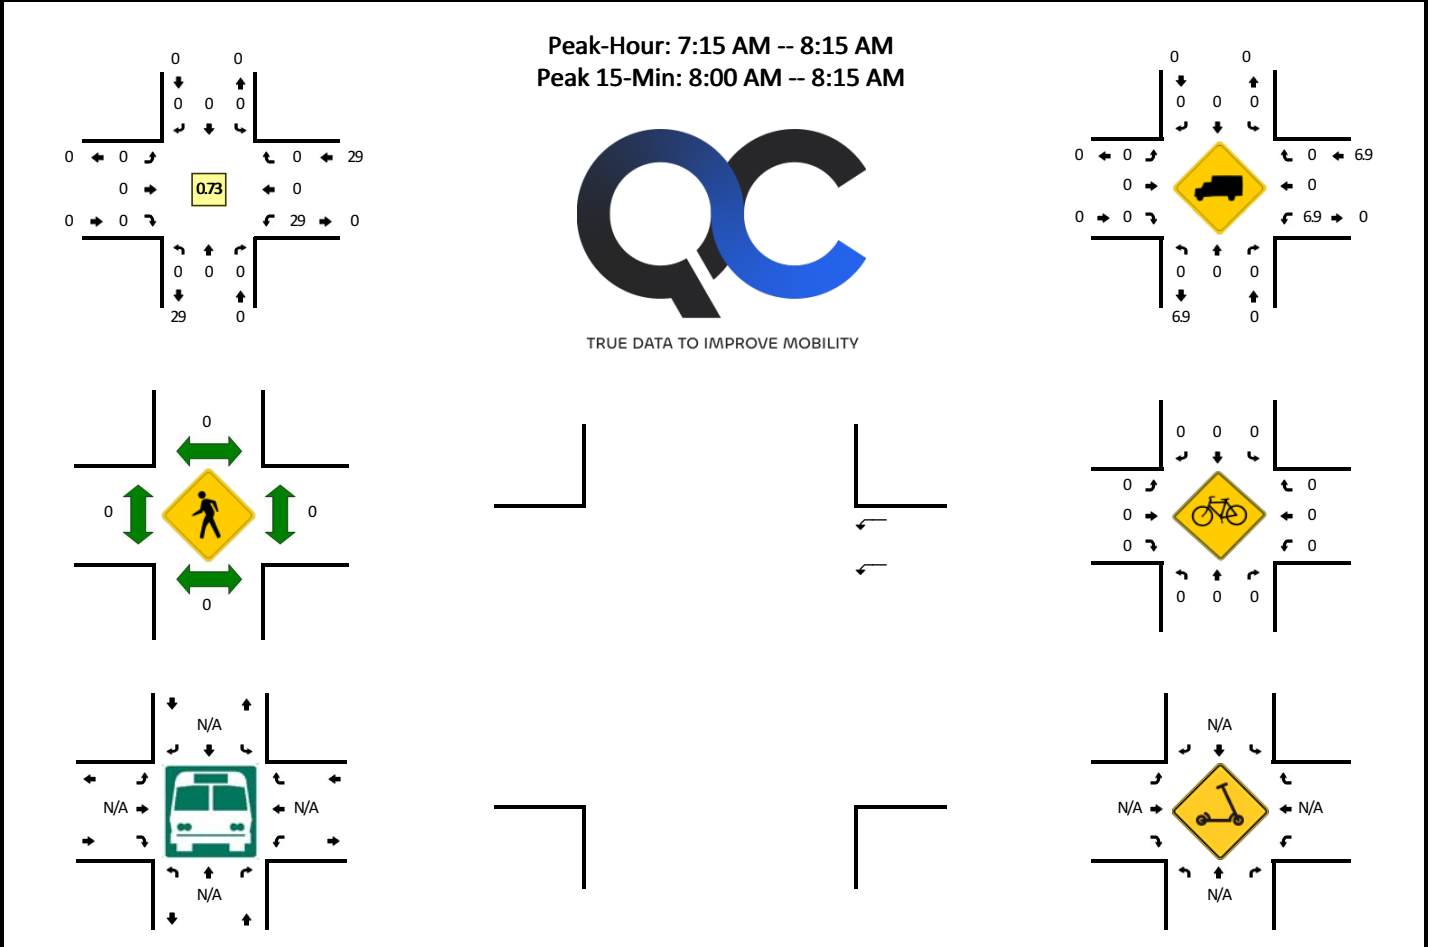 Peak-Hour: 7:15 AM -- 8:15 AM
Peak 15-Min: 8:00 AM -- 8:15 AM
0 0
0 0 0
0 0 0 29
0 0.73 0
0 0 29 0
0 0 0
29 0
QC
TRUE DATA TO IMPROVE MOBILITY
0 0
0 0 0
0 0 0 6.9
0 0
0 0 6.9 0
0 0 0
6.9 0
0
0 0
0
0 0 0
0 0
0 0
0 0
0 0 0
N/A
N/A N/A
N/A
N/A
N/A N/A
N/A